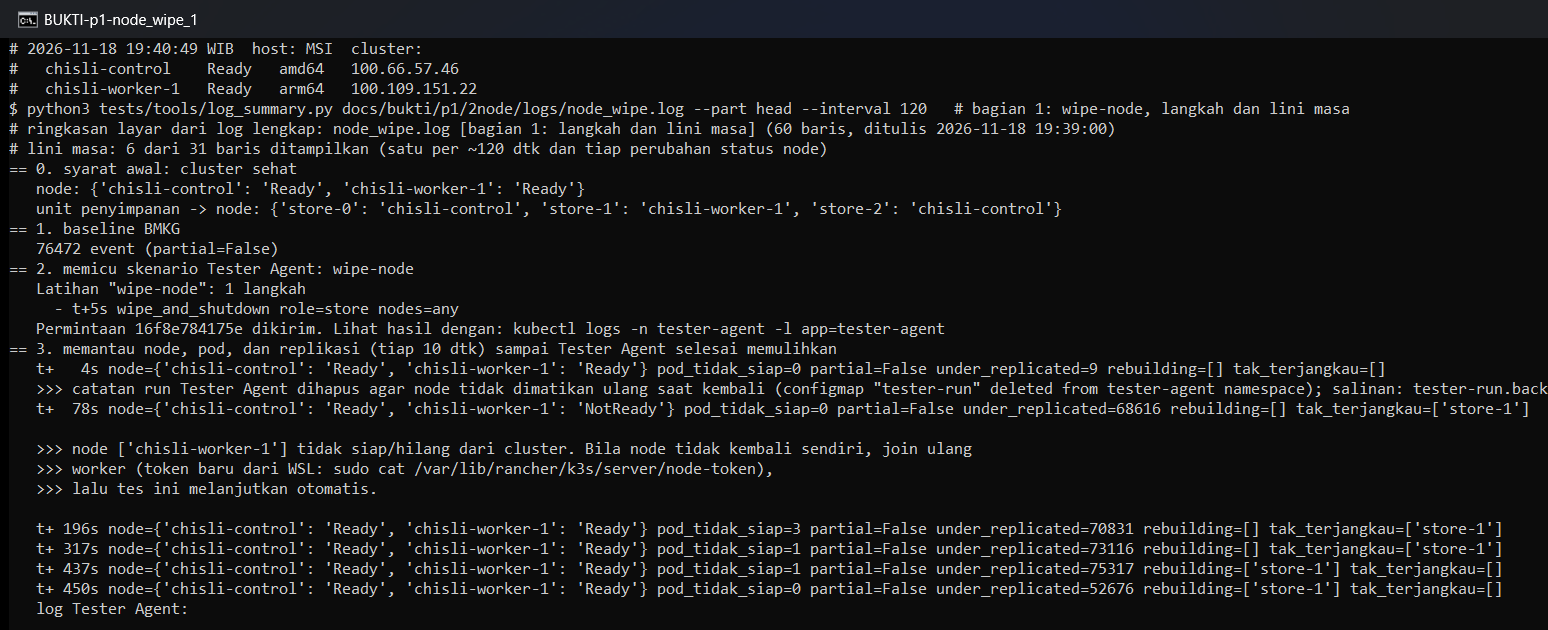 BUKTI-p1-node_wipe_1
# 2026-11-18 19:40:49 WIB  host: MSI  cluster:
#   chisli-control    Ready   amd64   100.66.57.46
#   chisli-worker-1   Ready   arm64   100.109.151.22
$ python3 tests/tools/log_summary.py docs/bukti/p1/2node/logs/node_wipe.log --part head --interval 120   # bagian 1: wipe-node, langkah dan lini masa
# ringkasan layar dari log lengkap: node_wipe.log [bagian 1: langkah dan lini masa] (60 baris, ditulis 2026-11-18 19:39:00)
# lini masa: 6 dari 31 baris ditampilkan (satu per ~120 dtk dan tiap perubahan status node)
== 0. syarat awal: cluster sehat
   node: {'chisli-control': 'Ready', 'chisli-worker-1': 'Ready'}
   unit penyimpanan -> node: {'store-0': 'chisli-control', 'store-1': 'chisli-worker-1', 'store-2': 'chisli-control'}
== 1. baseline BMKG
   76472 event (partial=False)
== 2. memicu skenario Tester Agent: wipe-node
   Latihan "wipe-node": 1 langkah
     - t+5s wipe_and_shutdown role=store nodes=any
   Permintaan 16f8e784175e dikirim. Lihat hasil dengan: kubectl logs -n tester-agent -l app=tester-agent
== 3. memantau node, pod, dan replikasi (tiap 10 dtk) sampai Tester Agent selesai memulihkan
   t+   4s node={'chisli-control': 'Ready', 'chisli-worker-1': 'Ready'} pod_tidak_siap=0 partial=False under_replicated=9 rebuilding=[] tak_terjangkau=[]
   >>> catatan run Tester Agent dihapus agar node tidak dimatikan ulang saat kembali (configmap "tester-run" deleted from tester-agent namespace); salinan: tester-run.back
   t+  78s node={'chisli-control': 'Ready', 'chisli-worker-1': 'NotReady'} pod_tidak_siap=0 partial=False under_replicated=68616 rebuilding=[] tak_terjangkau=['store-1']
   >>> node ['chisli-worker-1'] tidak siap/hilang dari cluster. Bila node tidak kembali sendiri, join ulang
   >>> worker (token baru dari WSL: sudo cat /var/lib/rancher/k3s/server/node-token),
   >>> lalu tes ini melanjutkan otomatis.
   t+ 196s node={'chisli-control': 'Ready', 'chisli-worker-1': 'Ready'} pod_tidak_siap=3 partial=False under_replicated=70831 rebuilding=[] tak_terjangkau=['store-1']
   t+ 317s node={'chisli-control': 'Ready', 'chisli-worker-1': 'Ready'} pod_tidak_siap=1 partial=False under_replicated=73116 rebuilding=[] tak_terjangkau=['store-1']
   t+ 437s node={'chisli-control': 'Ready', 'chisli-worker-1': 'Ready'} pod_tidak_siap=1 partial=False under_replicated=75317 rebuilding=['store-1'] tak_terjangkau=[]
   t+ 450s node={'chisli-control': 'Ready', 'chisli-worker-1': 'Ready'} pod_tidak_siap=0 partial=False under_replicated=52676 rebuilding=['store-1'] tak_terjangkau=[]
   log Tester Agent: